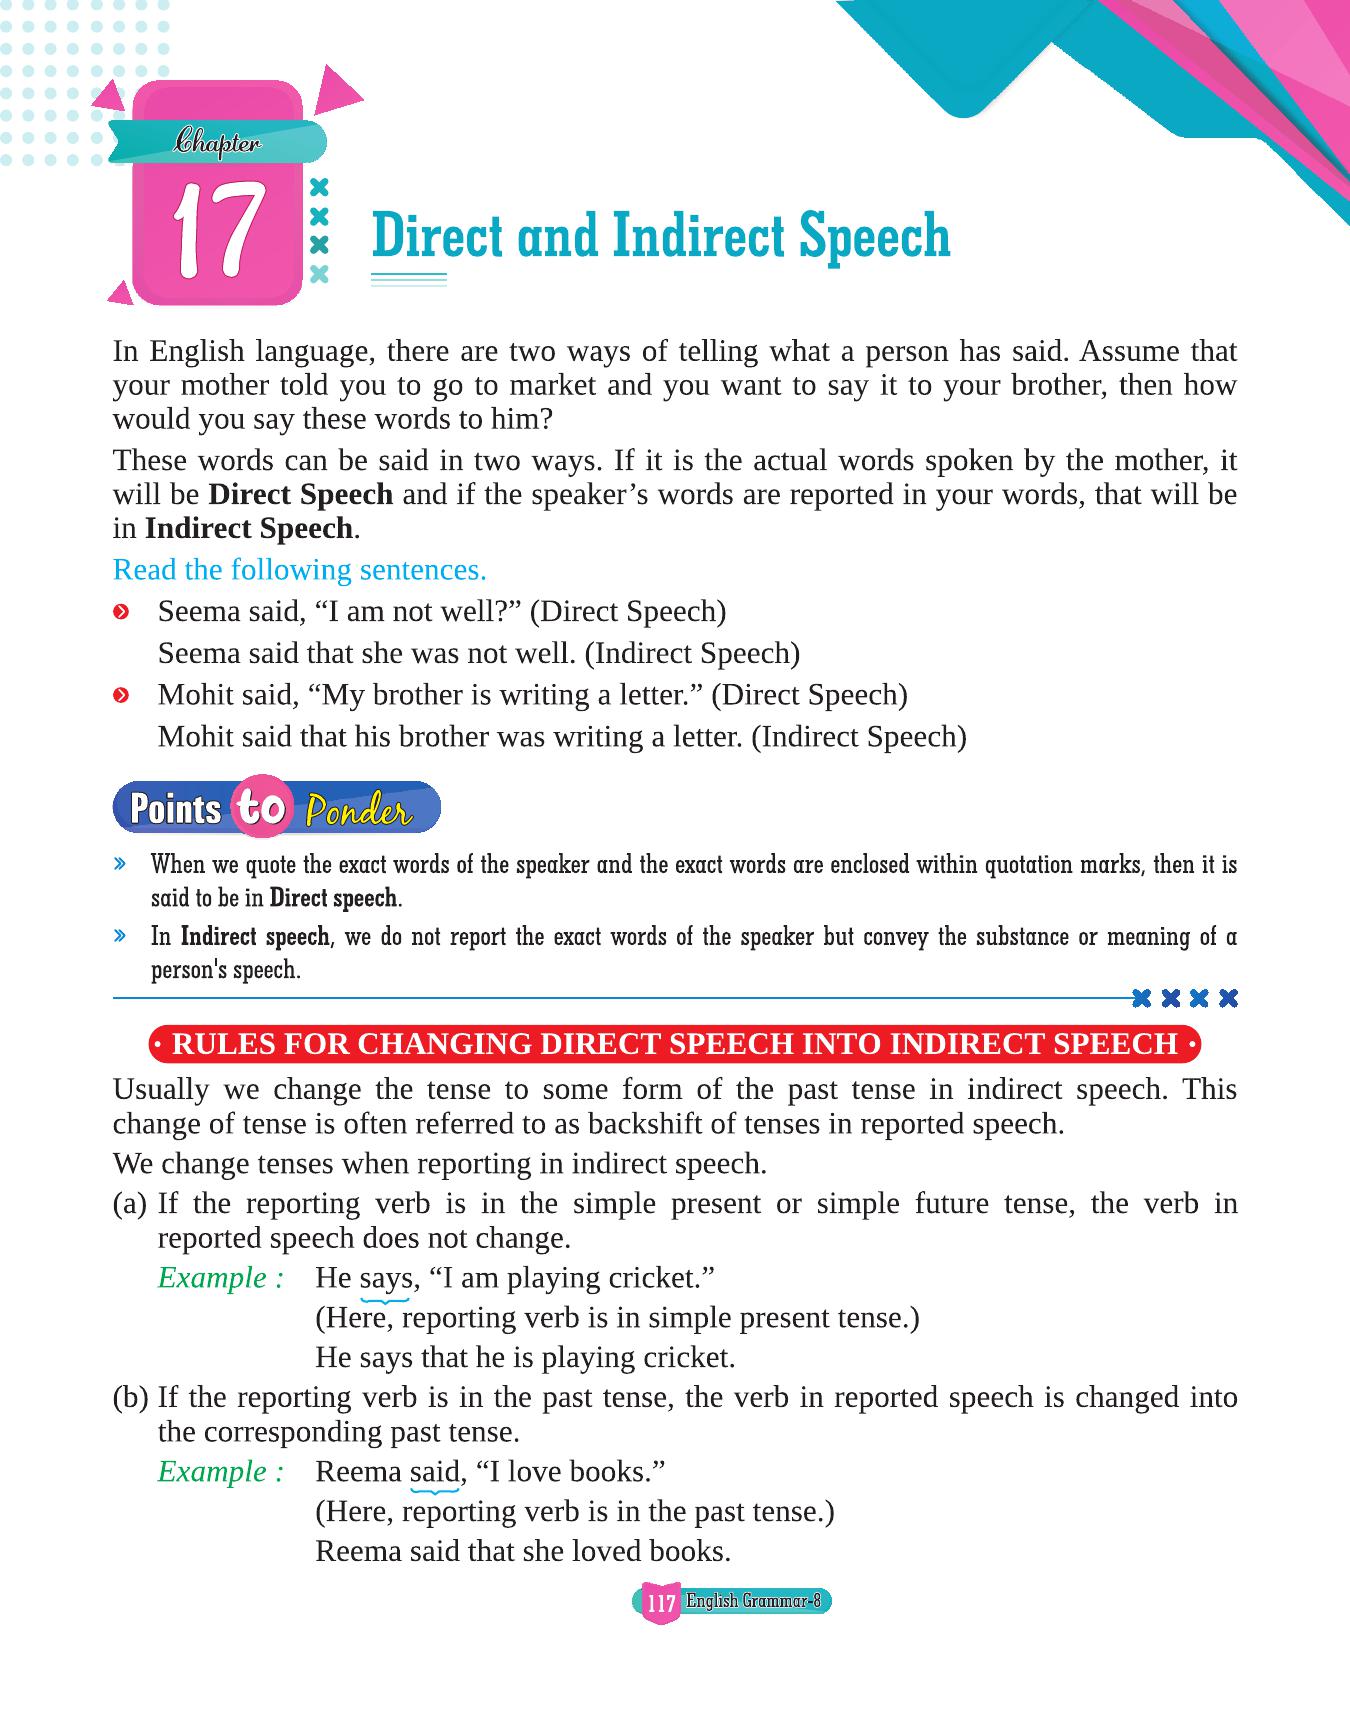 Chapter
17
Direct and Indirect Speech
In English language, there are two ways of telling what a person has said. Assume that
your mother told you to go to market and you want to say it to your brother, then how
would you say these words to him?
These words can be said in two ways. If it is the actual words spoken by the mother, it
will be Direct Speech and if the speaker’s words are reported in your words, that will be
in Indirect Speech.
Read the following sentences.
Seema said, “I am not well?” (Direct Speech)
Seema said that she was not well. (Indirect Speech)
Mohit said, “My brother is writing a letter.” (Direct Speech)
Mohit said that his brother was writing a letter. (Indirect Speech)
Points to Ponder
» When we quote the exact words of the speaker and the exact words are enclosed within quotation marks, then it is
said to be in Direct speech.
» In Indirect speech, we do not report the exact words of the speaker but convey the substance or meaning of a
person's speech.
• RULES FOR CHANGING DIRECT SPEECH INTO INDIRECT SPEECH •
Usually we change the tense to some form of the past tense in indirect speech. This
change of tense is often referred to as backshift of tenses in reported speech.
We change tenses when reporting in indirect speech.
(a) If the reporting verb is in the simple present or simple future tense, the verb in
reported speech does not change.
Example : He says, “I am playing cricket.”
(Here, reporting verb is in simple present tense.)
He says that he is playing cricket.
(b) If the reporting verb is in the past tense, the verb in reported speech is changed into
the corresponding past tense.
Example : Reema said, “I love books.”
(Here, reporting verb is in the past tense.)
Reema said that she loved books.
117 English Grammar-8